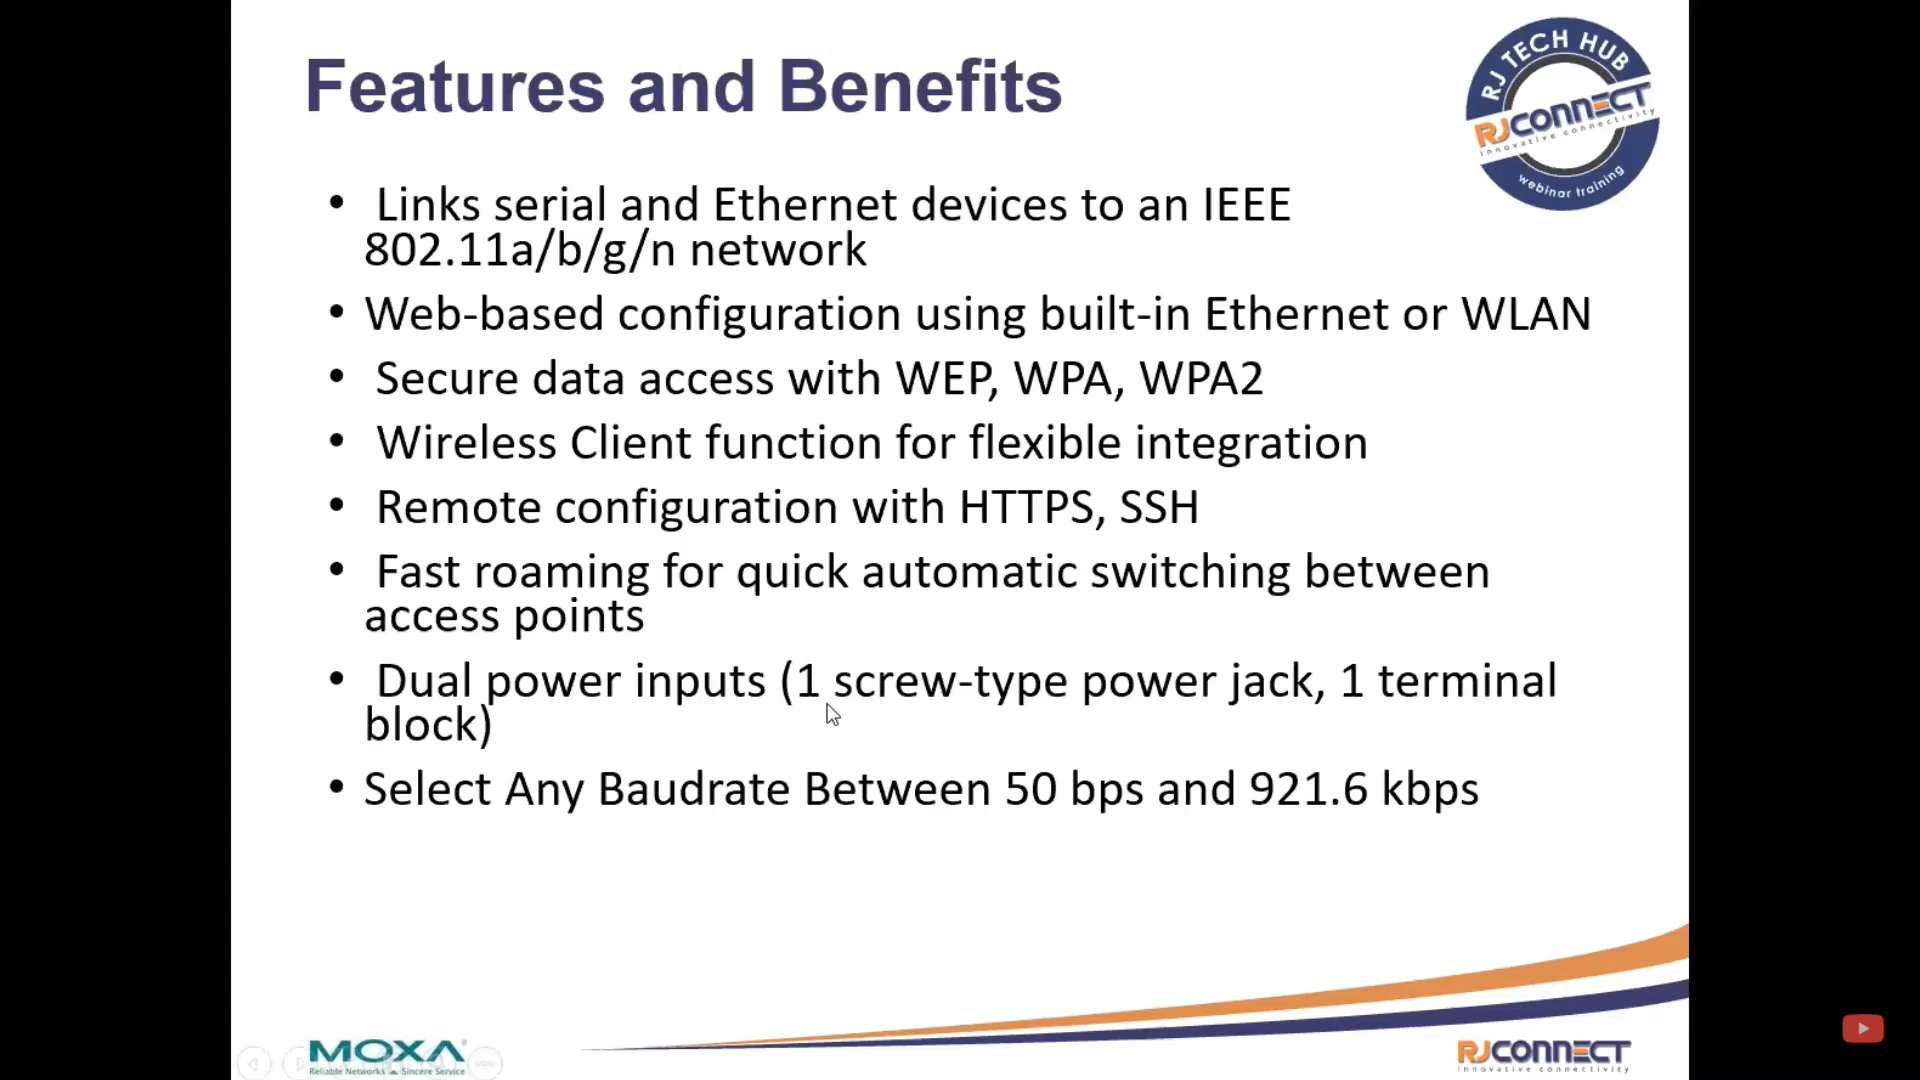 Features and Benefits
RJ TECH HUB
RJCONNECT
innovative connectivity
webinar training
• Links serial and Ethernet devices to an IEEE
802.11a/b/g/n network
• Web-based configuration using built-in Ethernet or WLAN
• Secure data access with WEP, WPA, WPA2
• Wireless Client function for flexible integration
• Remote configuration with HTTPS, SSH
• Fast roaming for quick automatic switching between
access points
• Dual power inputs (1 screw-type power jack, 1 terminal
block)
• Select Any Baudrate Between 50 bps and 921.6 kbps
MOXA®
Reliable Networks Sincere Service
RJCONNECT
innovative connectivity